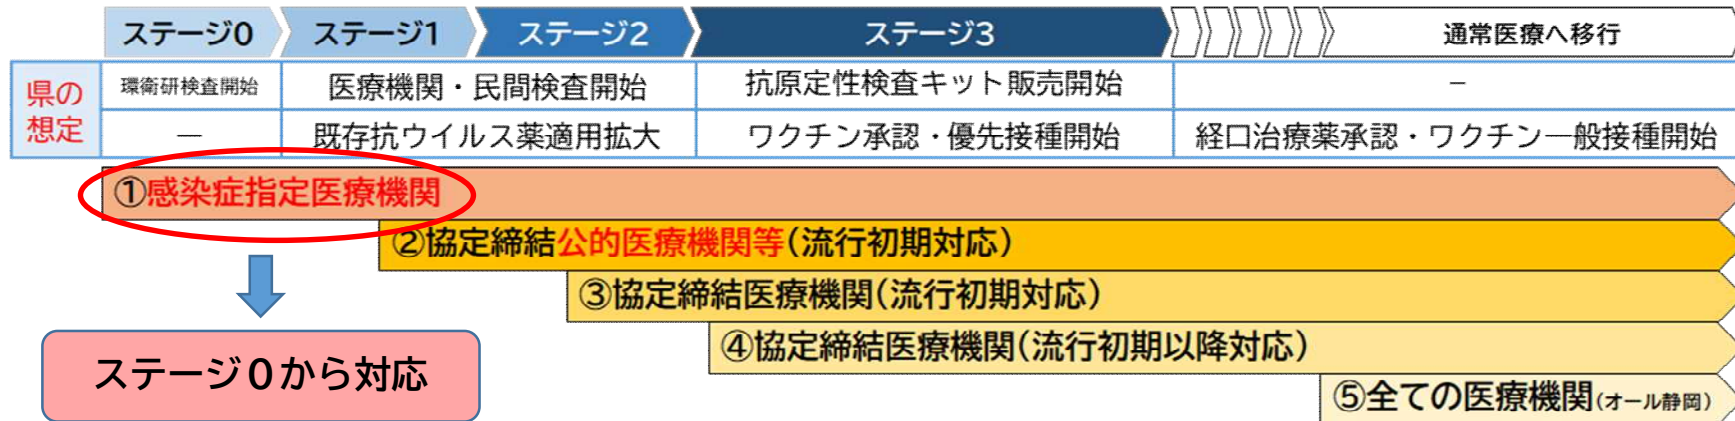 ステージ0 ステージ1 ステージ2 ステージ3 通常医療へ移行
県の
想定
環衛研検査開始 医療機関・民間検査開始 抗原定性検査キット販売開始 －
― 既存抗ウイルス薬適用拡大 ワクチン承認・優先接種開始 経口治療薬承認・ワクチン一般接種開始
①感染症指定医療機関
②協定締結公的医療機関等(流行初期対応)
③協定締結医療機関(流行初期対応)
④協定締結医療機関(流行初期以降対応)
⑤全ての医療機関(オール静岡)
ステージ０から対応